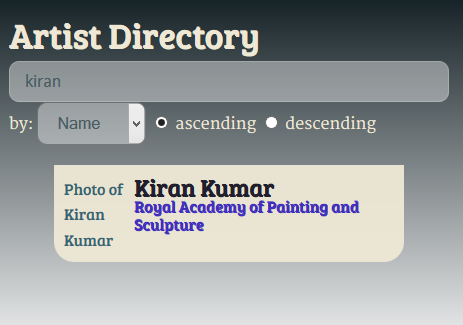 Artist Directory
kiran
by: Name ascending descending
Photo of Kiran Kumar
Royal Academy of Painting and
Kiran Sculpture
Kumar